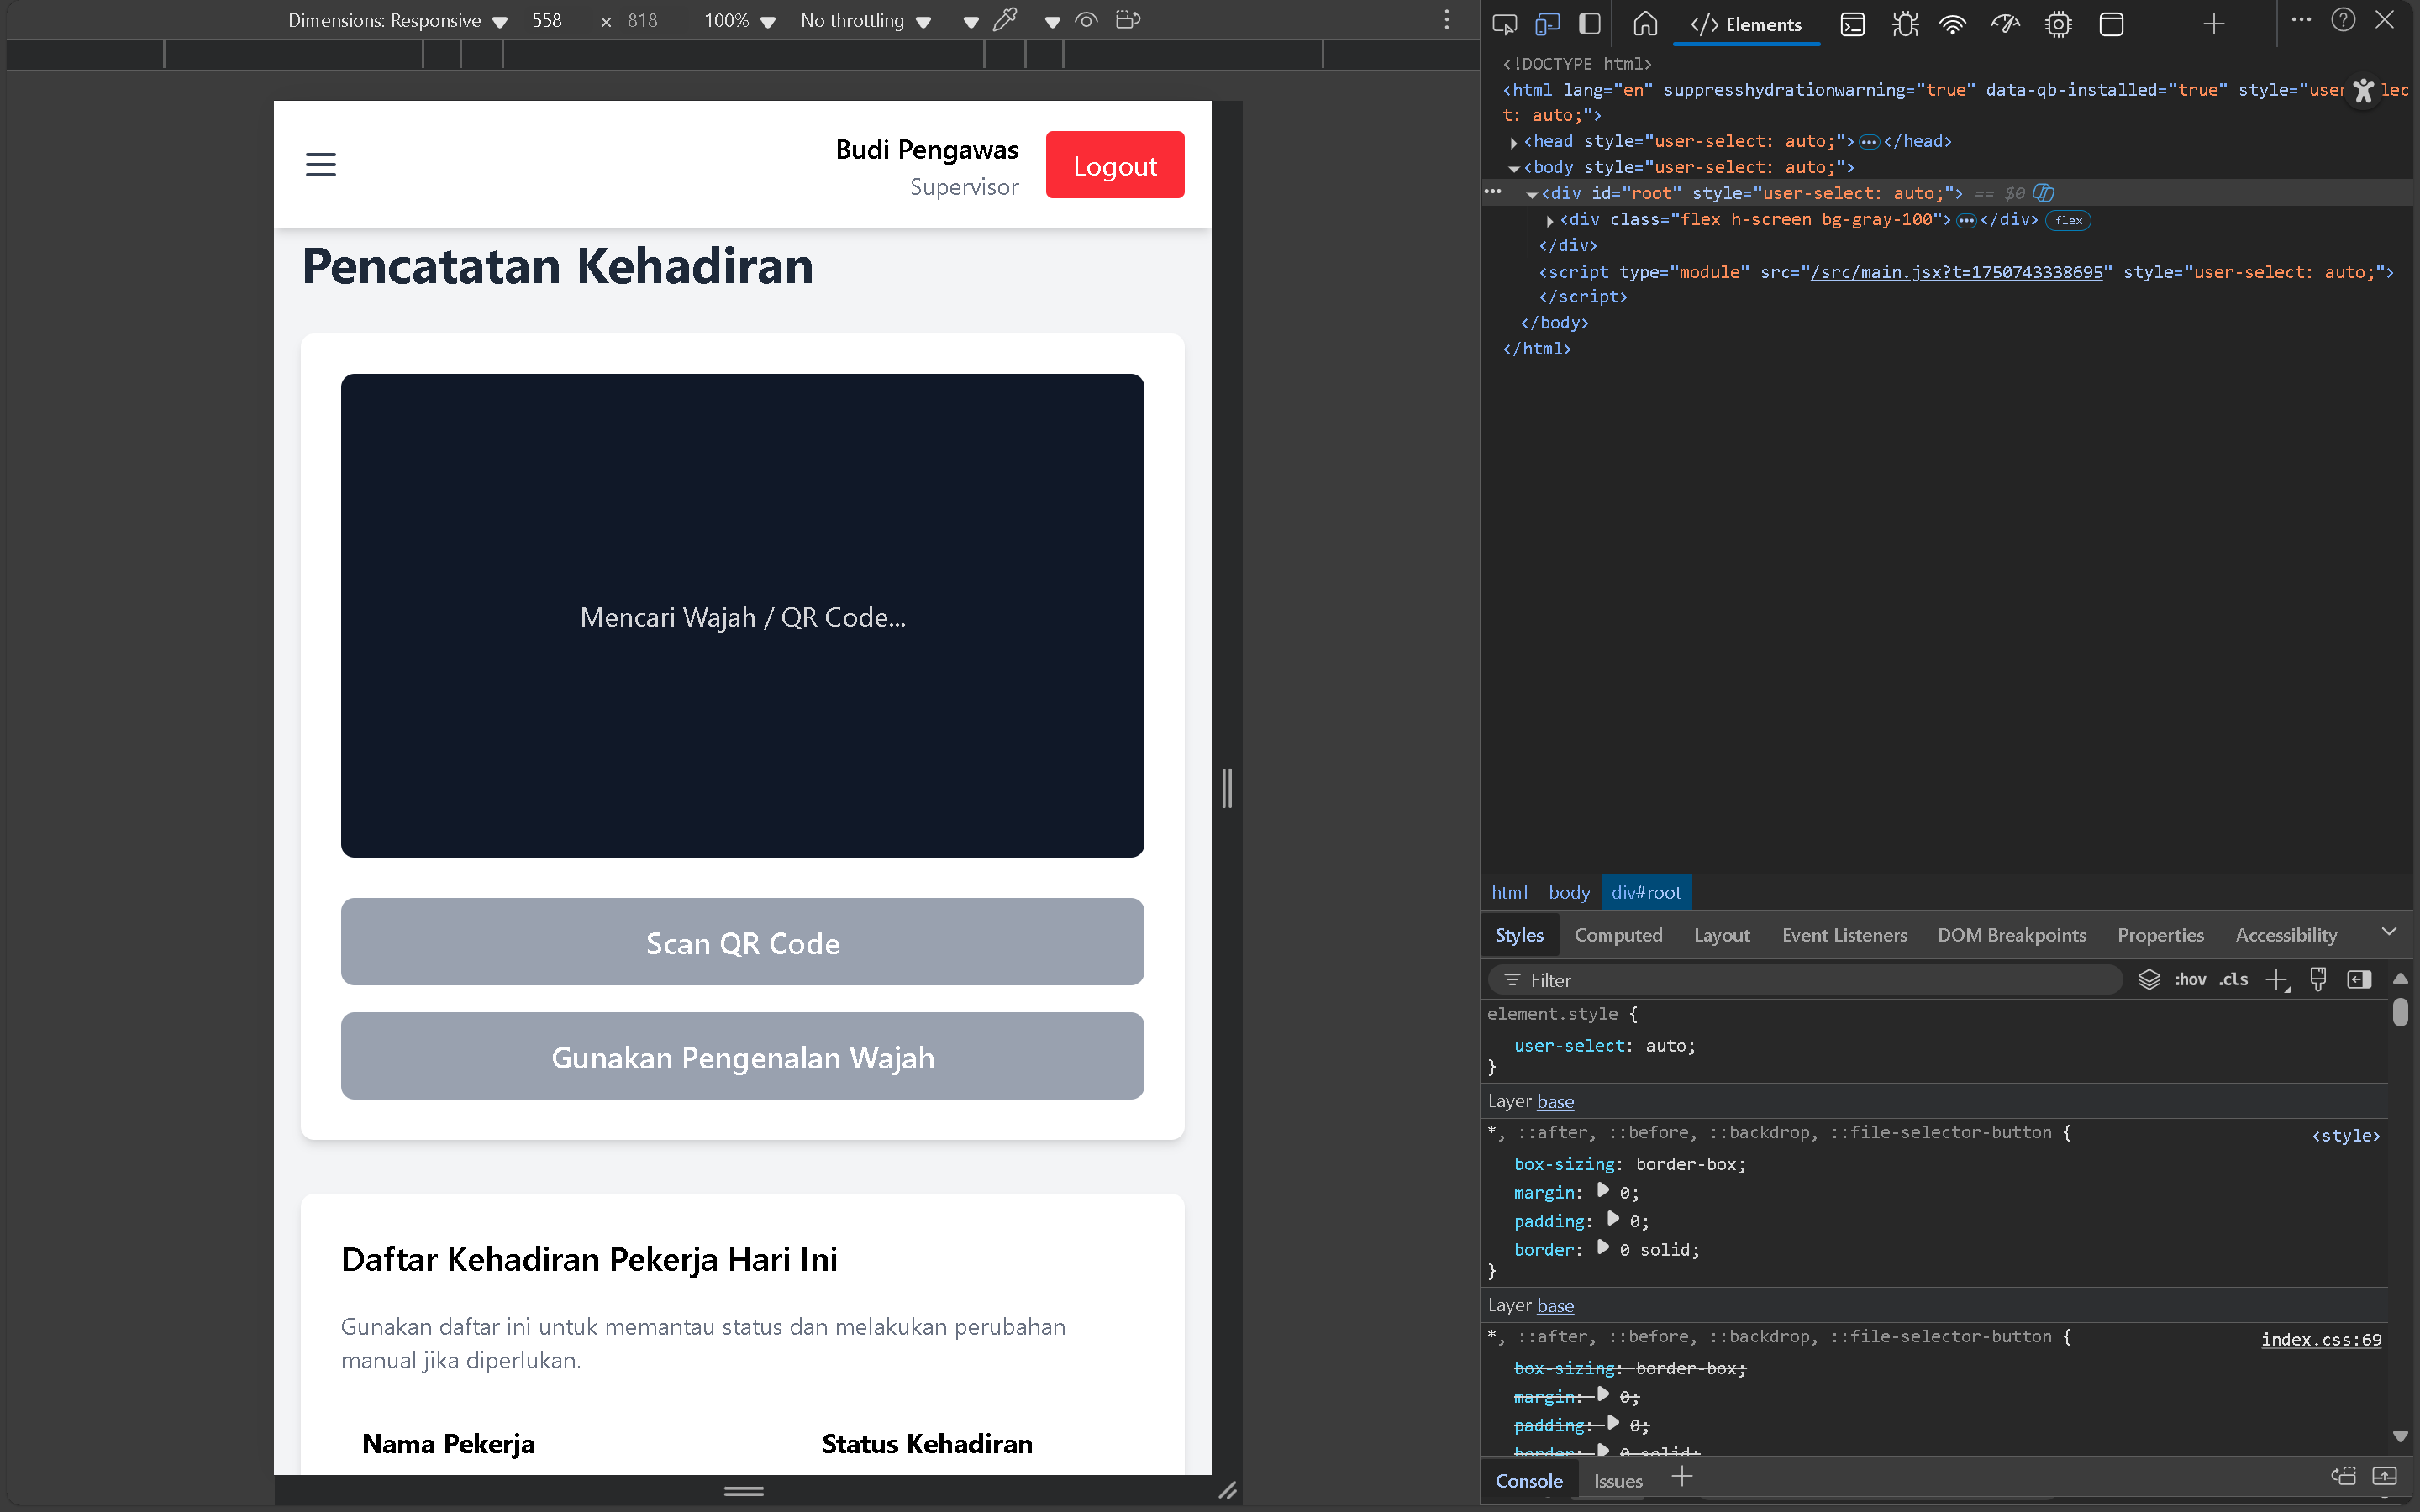 Dimensions: Responsive 558 × 818 100% No throttling
Budi Pengawas
Supervisor
Logout
Pencatatan Kehadiran
Mencari Wajah / QR Code...
Scan QR Code
Gunakan Pengenalan Wajah
Daftar Kehadiran Pekerja Hari Ini
Gunakan daftar ini untuk memantau status dan melakukan perubahan
manual jika diperlukan.
Nama Pekerja Status Kehadiran
</> Elements
<!DOCTYPE html>
<html lang="en" suppresshydrationwarning="true" data-qb-installed="true" style="user lec
t: auto;">
<head style="user-select: auto;">…</head>
<body style="user-select: auto;">
<div id="root" style="user-select: auto;"> == $0
<div class="flex h-screen bg-gray-100">…</div> flex
</div>
<script type="module" src="/src/main.jsx?t=1750743338695" style="user-select: auto;">
</script>
</body>
</html>
html body div#root
Styles Computed Layout Event Listeners DOM Breakpoints Properties Accessibility
Filter :hov .cls
element.style {
user-select: auto;
}
Layer base
*, ::after, ::before, ::backdrop, ::file-selector-button { <style>
box-sizing: border-box;
margin: 0;
padding: 0;
border: 0 solid;
}
Layer base
*, ::after, ::before, ::backdrop, ::file-selector-button { index.css:69
box-sizing: border-box;
margin: 0;
padding: 0;
border: 0 solid;
Console Issues